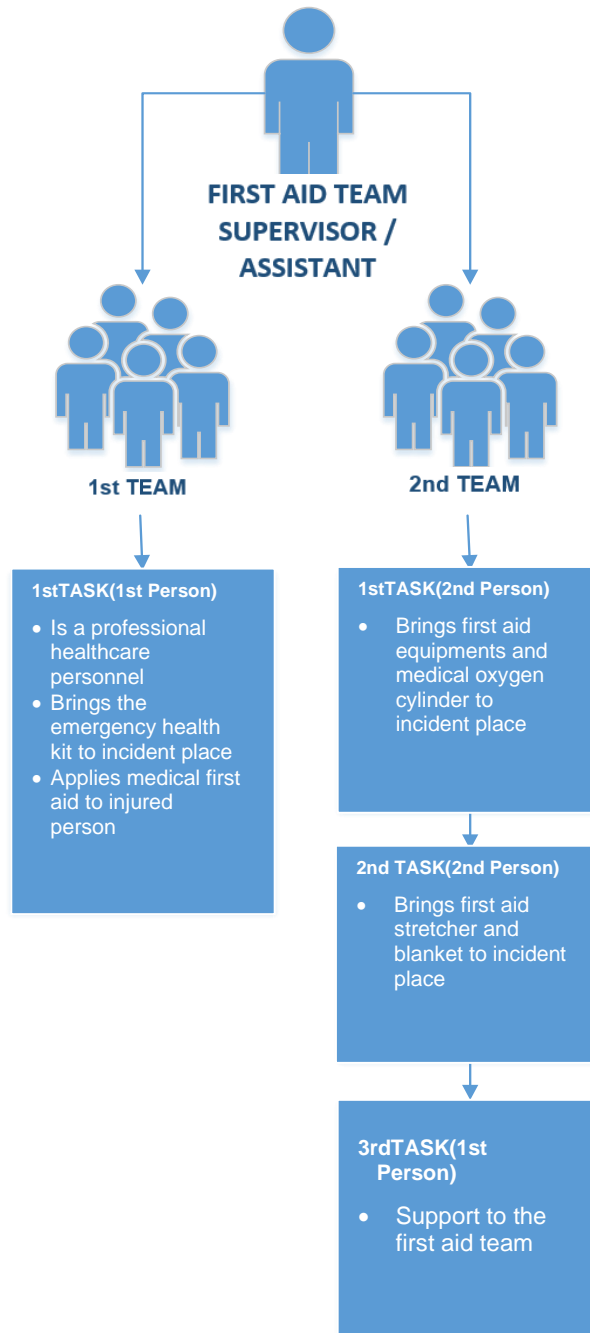 FIRST AID TEAM
SUPERVISOR /
ASSISTANT
1st TEAM
1stTASK(1st Person)
• Is a professional
healthcare
personnel
• Brings the
emergency health
kit to incident place
• Applies medical first
aid to injured
person
2nd TEAM
1stTASK(2nd Person)
• Brings first aid
equipments and
medical oxygen
cylinder to
incident place
2nd TASK(2nd Person)
• Brings first aid
stretcher and
blanket to incident
place
3rdTASK(1st
Person)
• Support to the
first aid team